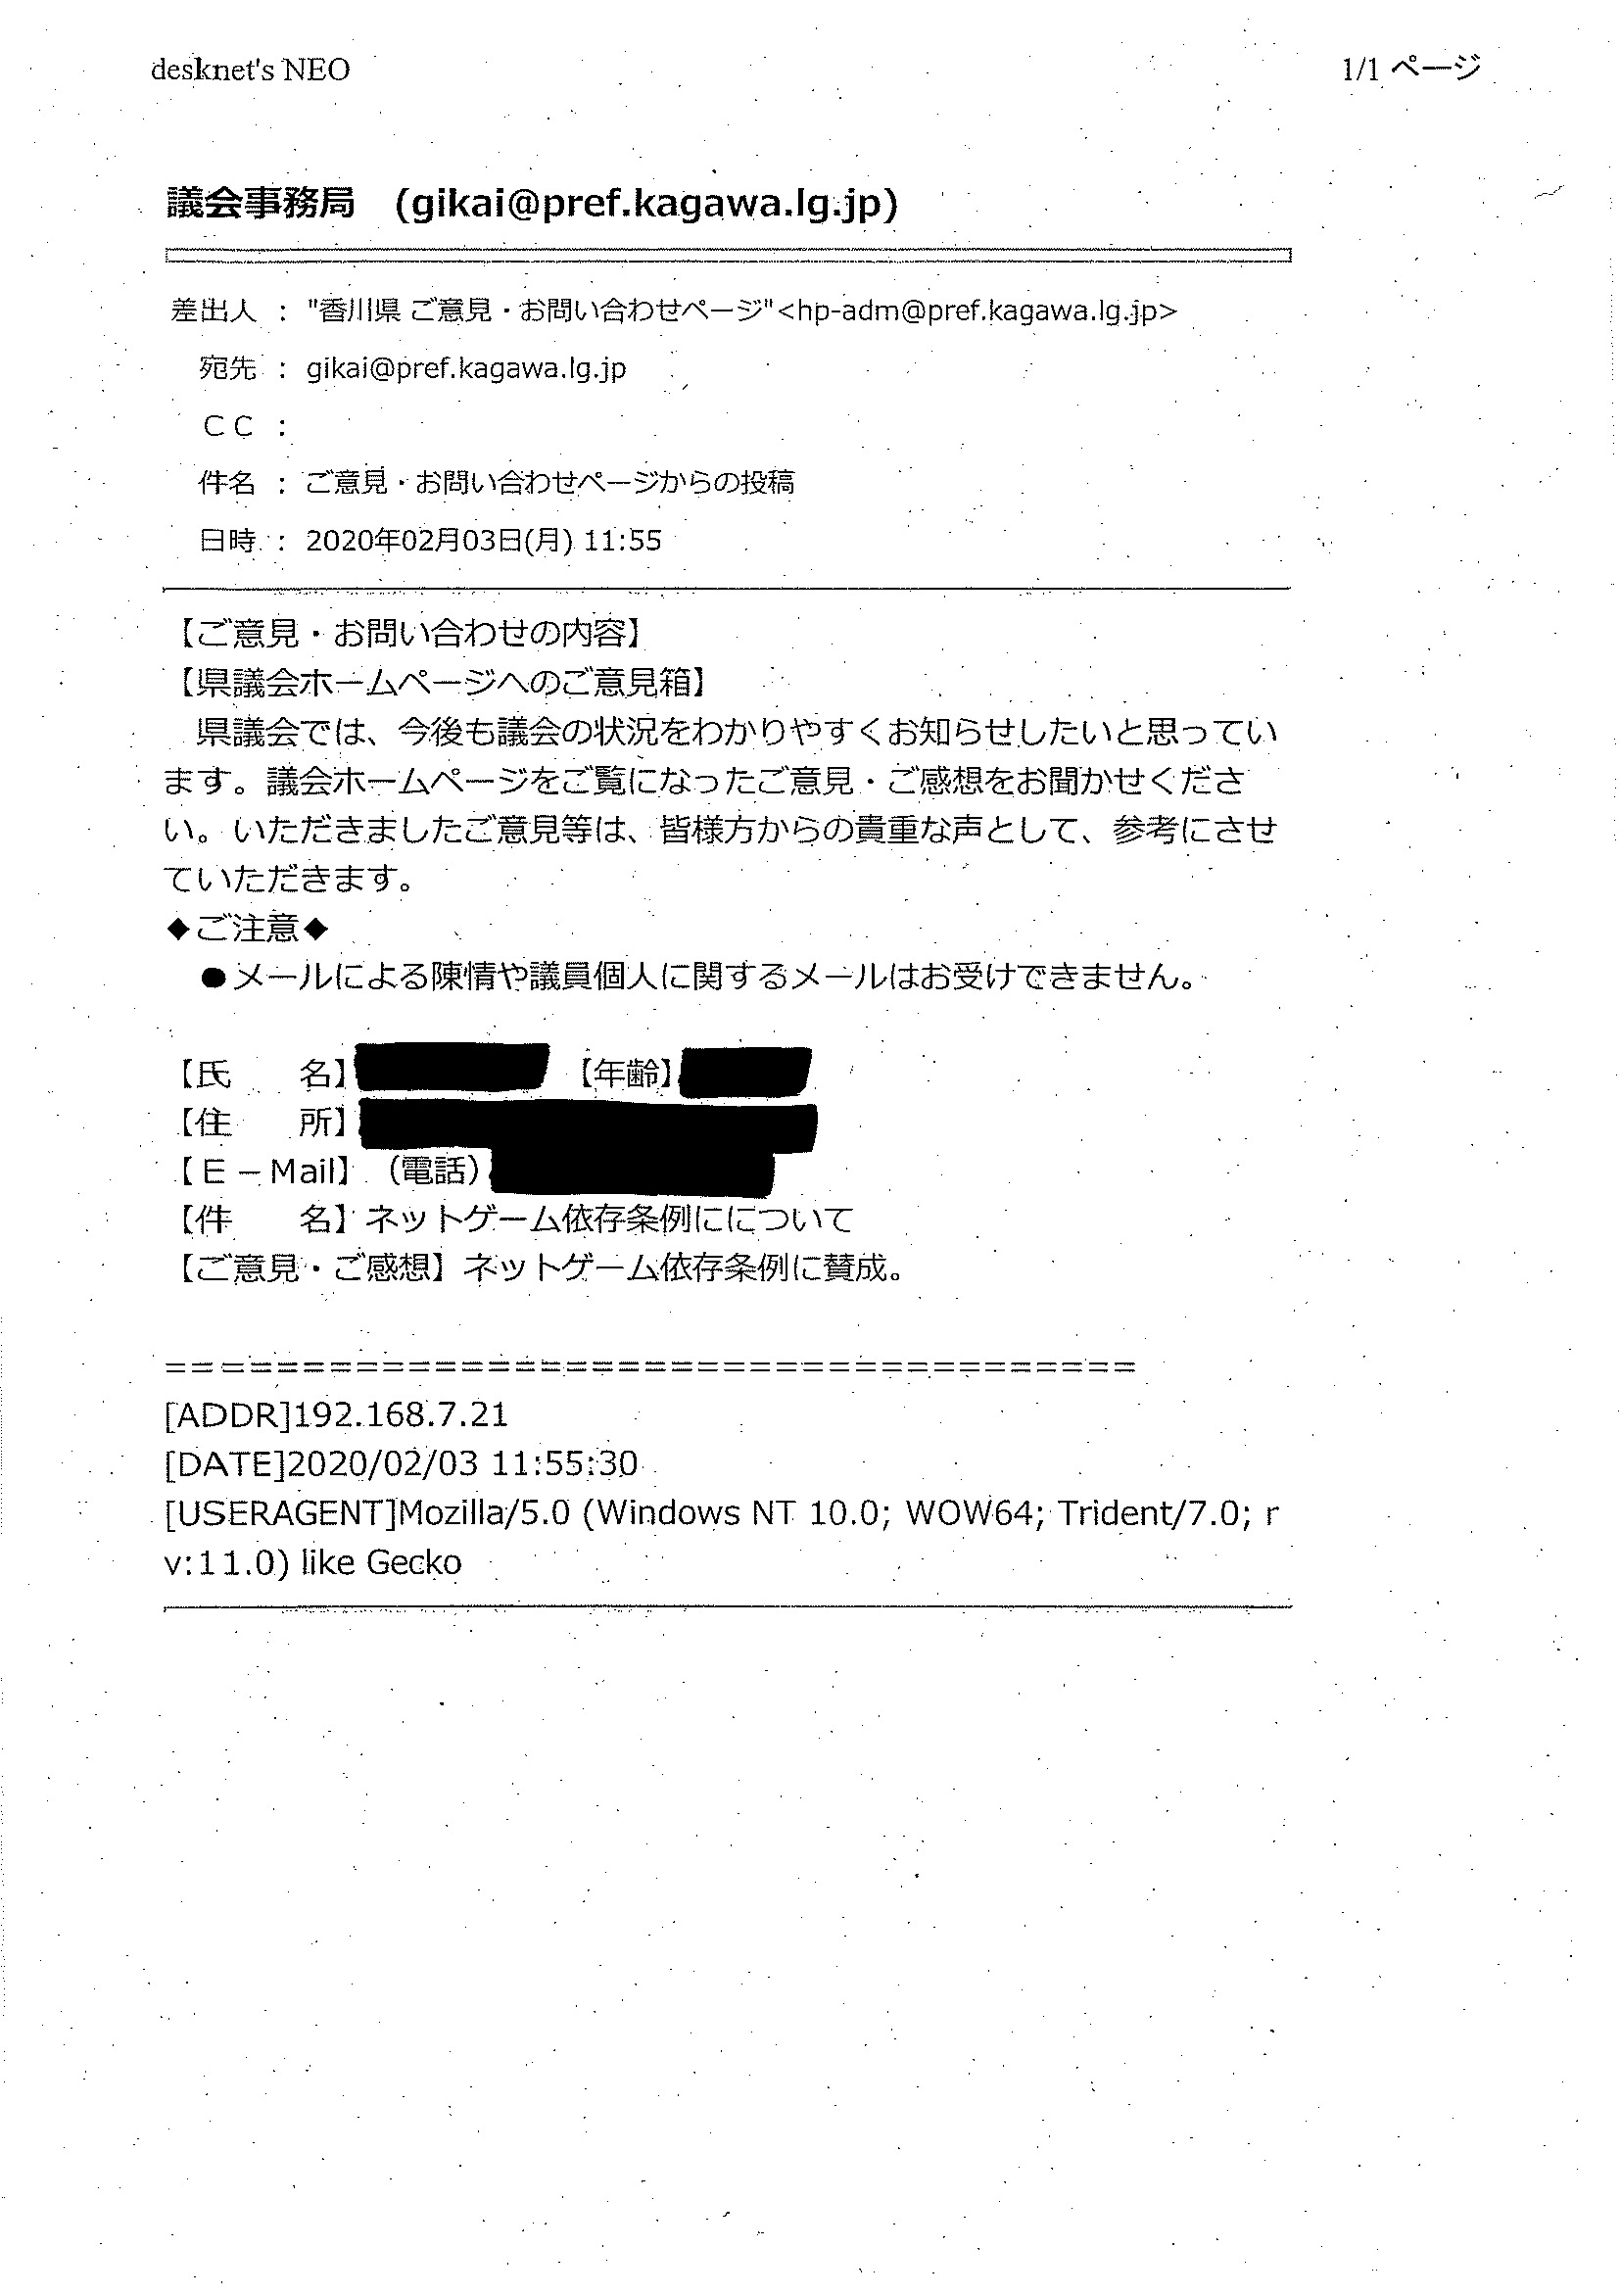 desknet's NEO
1/1 ページ
議会事務局　(gikai@pref.kagawa.lg.jp)
差出人 : "香川県 ご意見・お問い合わせページ"<hp-adm@pref.kagawa.lg.jp>
宛先 : gikai@pref.kagawa.lg.jp
ＣＣ :
件名 : ご意見・お問い合わせページからの投稿
日時 : 2020年02月03日(月) 11:55
【ご意見・お問い合わせの内容】
【県議会ホームページへのご意見箱】
　県議会では、今後も議会の状況をわかりやすくお知らせしたいと思ってい
ます。議会ホームページをご覧になったご意見・ご感想をお聞かせくださ
い。いただきましたご意見等は、皆様方からの貴重な声として、参考にさせ
ていただきます。
◆ご注意◆
　●メールによる陳情や議員個人に関するメールはお受けできません。
【氏　　名】　【年齢】
【住　　所】
【Ｅ－Mail】（電話）
【件　　名】ネットゲーム依存条例にについて
【ご意見・ご感想】ネットゲーム依存条例に賛成。
=====================================
[ADDR]192.168.7.21
[DATE]2020/02/03 11:55:30
[USERAGENT]Mozilla/5.0 (Windows NT 10.0; WOW64; Trident/7.0; r
v:11.0) like Gecko